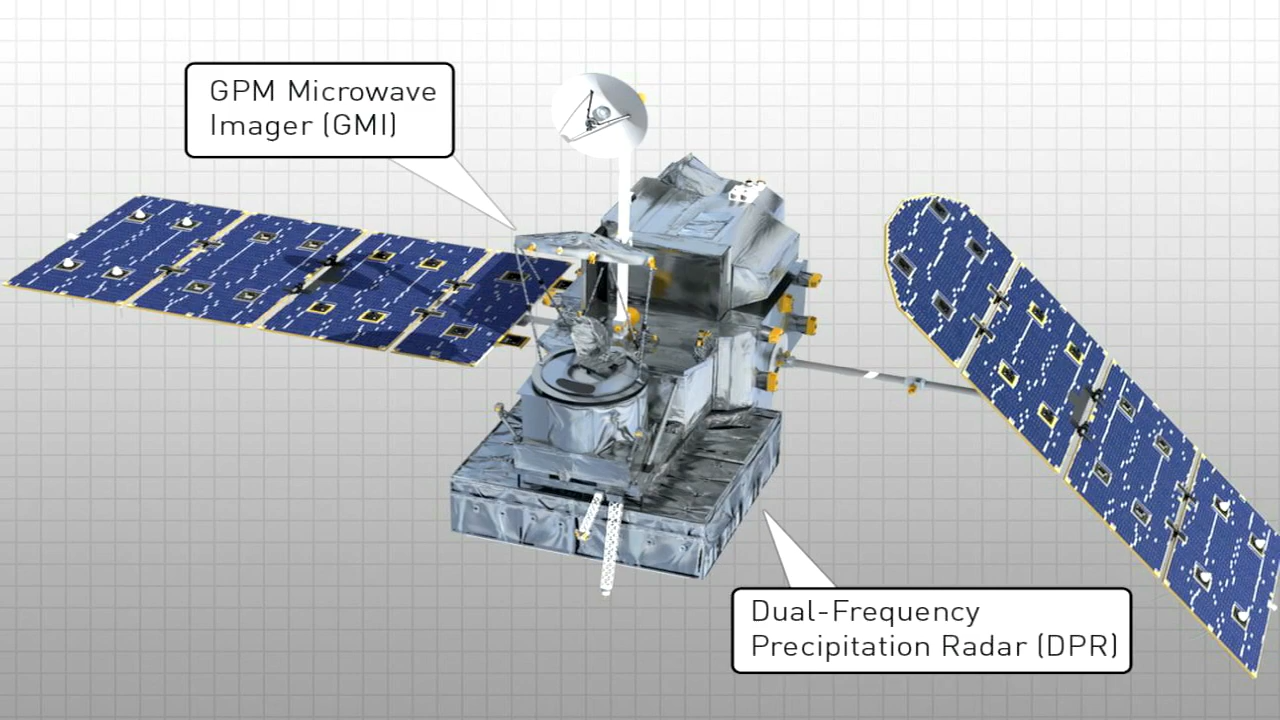 GPM Microwave
Imager (GMI)
Dual-Frequency
Precipitation Radar (DPR)